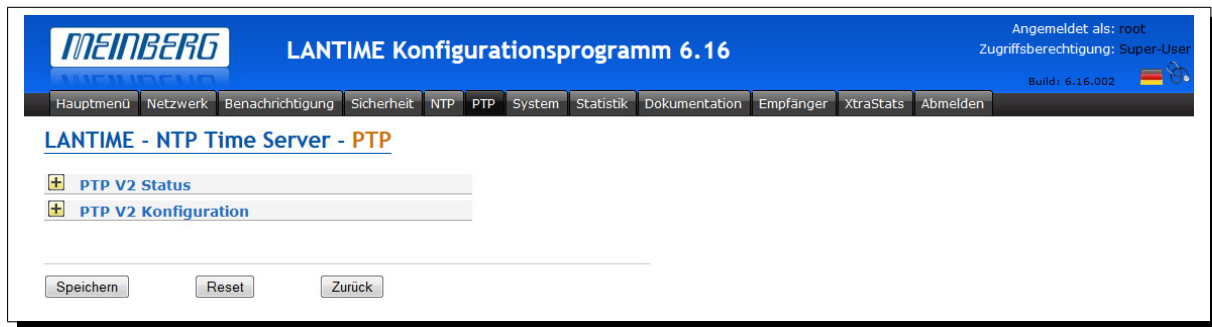 MEINBERG
LANTIME Konfigurationsprogramm 6.16
Angemeldet als: root
Zugriffsberechtigung: Super-User
Build: 6.16.002
Hauptmenü Netzwerk Benachrichtigung Sicherheit NTP PTP System Statistik Dokumentation Empfänger XtraStats Abmelden
LANTIME - NTP Time Server - PTP
PTP V2 Status
PTP V2 Konfiguration
Speichern Reset Zurück